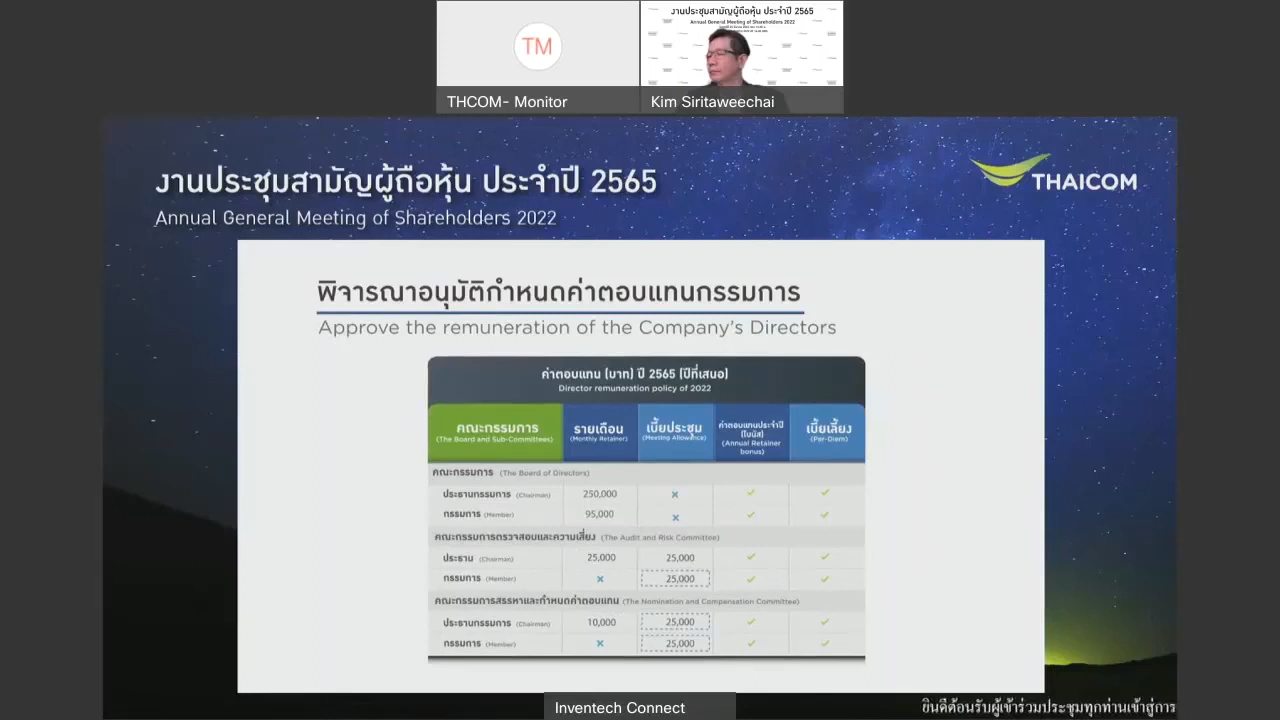 งานประชุมสามัญผู้ถือหุ้น ประจำปี 2565
Annual General Meeting of Shareholders 2022
TM
THCOM- Monitor
Kim Siritaweechai
งานประชุมสามัญผู้ถือหุ้น ประจำปี 2565
Annual General Meeting of Shareholders 2022
THAICOM
พิจารณาอนุมัติกำหนดค่าตอบแทนกรรมการ
Approve the remuneration of the Company's Directors
ค่าตอบแทน (บาท) ปี 2565 (ปีที่เสนอ)
Director remuneration policy of 2022
คณะกรรมการ (The Board and Sub-Committees)
รายเดือน (Monthly Retainer)
เบี้ยประชุม (Meeting Allowance)
ค่าตอบแทนประจำปี (โบนัส) (Annual Retainer bonus)
เบี้ยเลี้ยง (Per-Diem)
คณะกรรมการ (The Board of Directors)
ประธานกรรมการ (Chairman) 250,000 × ✓ ✓
กรรมการ (Member) 95,000 × ✓ ✓
คณะกรรมการตรวจสอบและความเสี่ยง (The Audit and Risk Committee)
ประธาน (Chairman) 25,000 25,000 ✓ ✓
กรรมการ (Member) × 25,000 ✓ ✓
คณะกรรมการสรรหาและกำหนดค่าตอบแทน (The Nomination and Compensation Committee)
ประธานกรรมการ (Chairman) 10,000 25,000 ✓ ✓
กรรมการ (Member) × 25,000 ✓ ✓
Inventech Connect
ยินดีต้อนรับผู้เข้าร่วมประชุมทุกท่านเข้าสู่การ